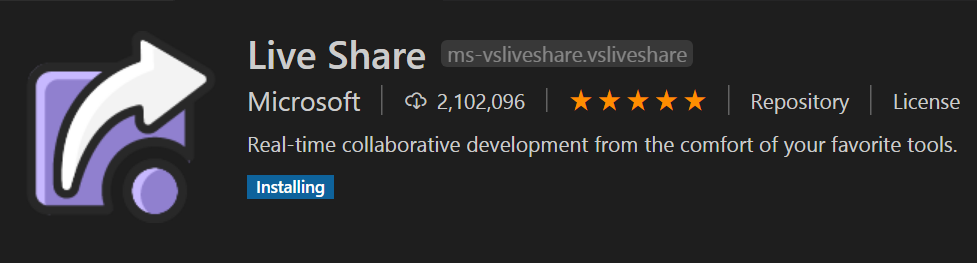 Live Share ms-vsliveshare.vsliveshare
Microsoft 2,102,096 Repository License
Real-time collaborative development from the comfort of your favorite tools.
Installing